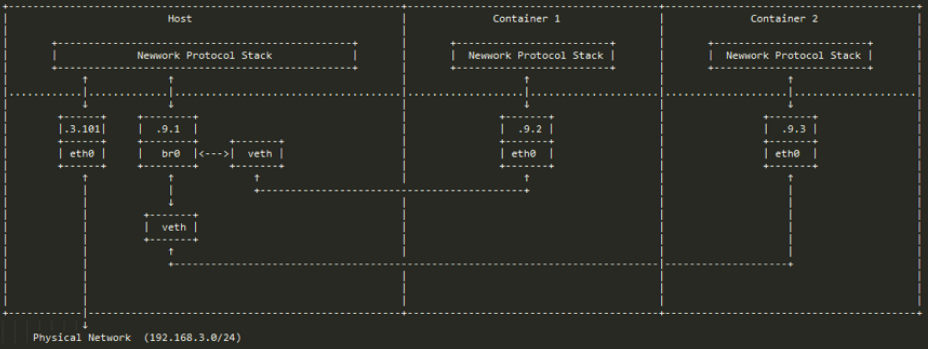 Host Container 1 Container 2
Newwork Protocol Stack Newwork Protocol Stack Newwork Protocol Stack
.3.101 .9.1 .9.2 .9.3
eth0 br0 <---> veth eth0 eth0
veth
Physical Network (192.168.3.0/24)